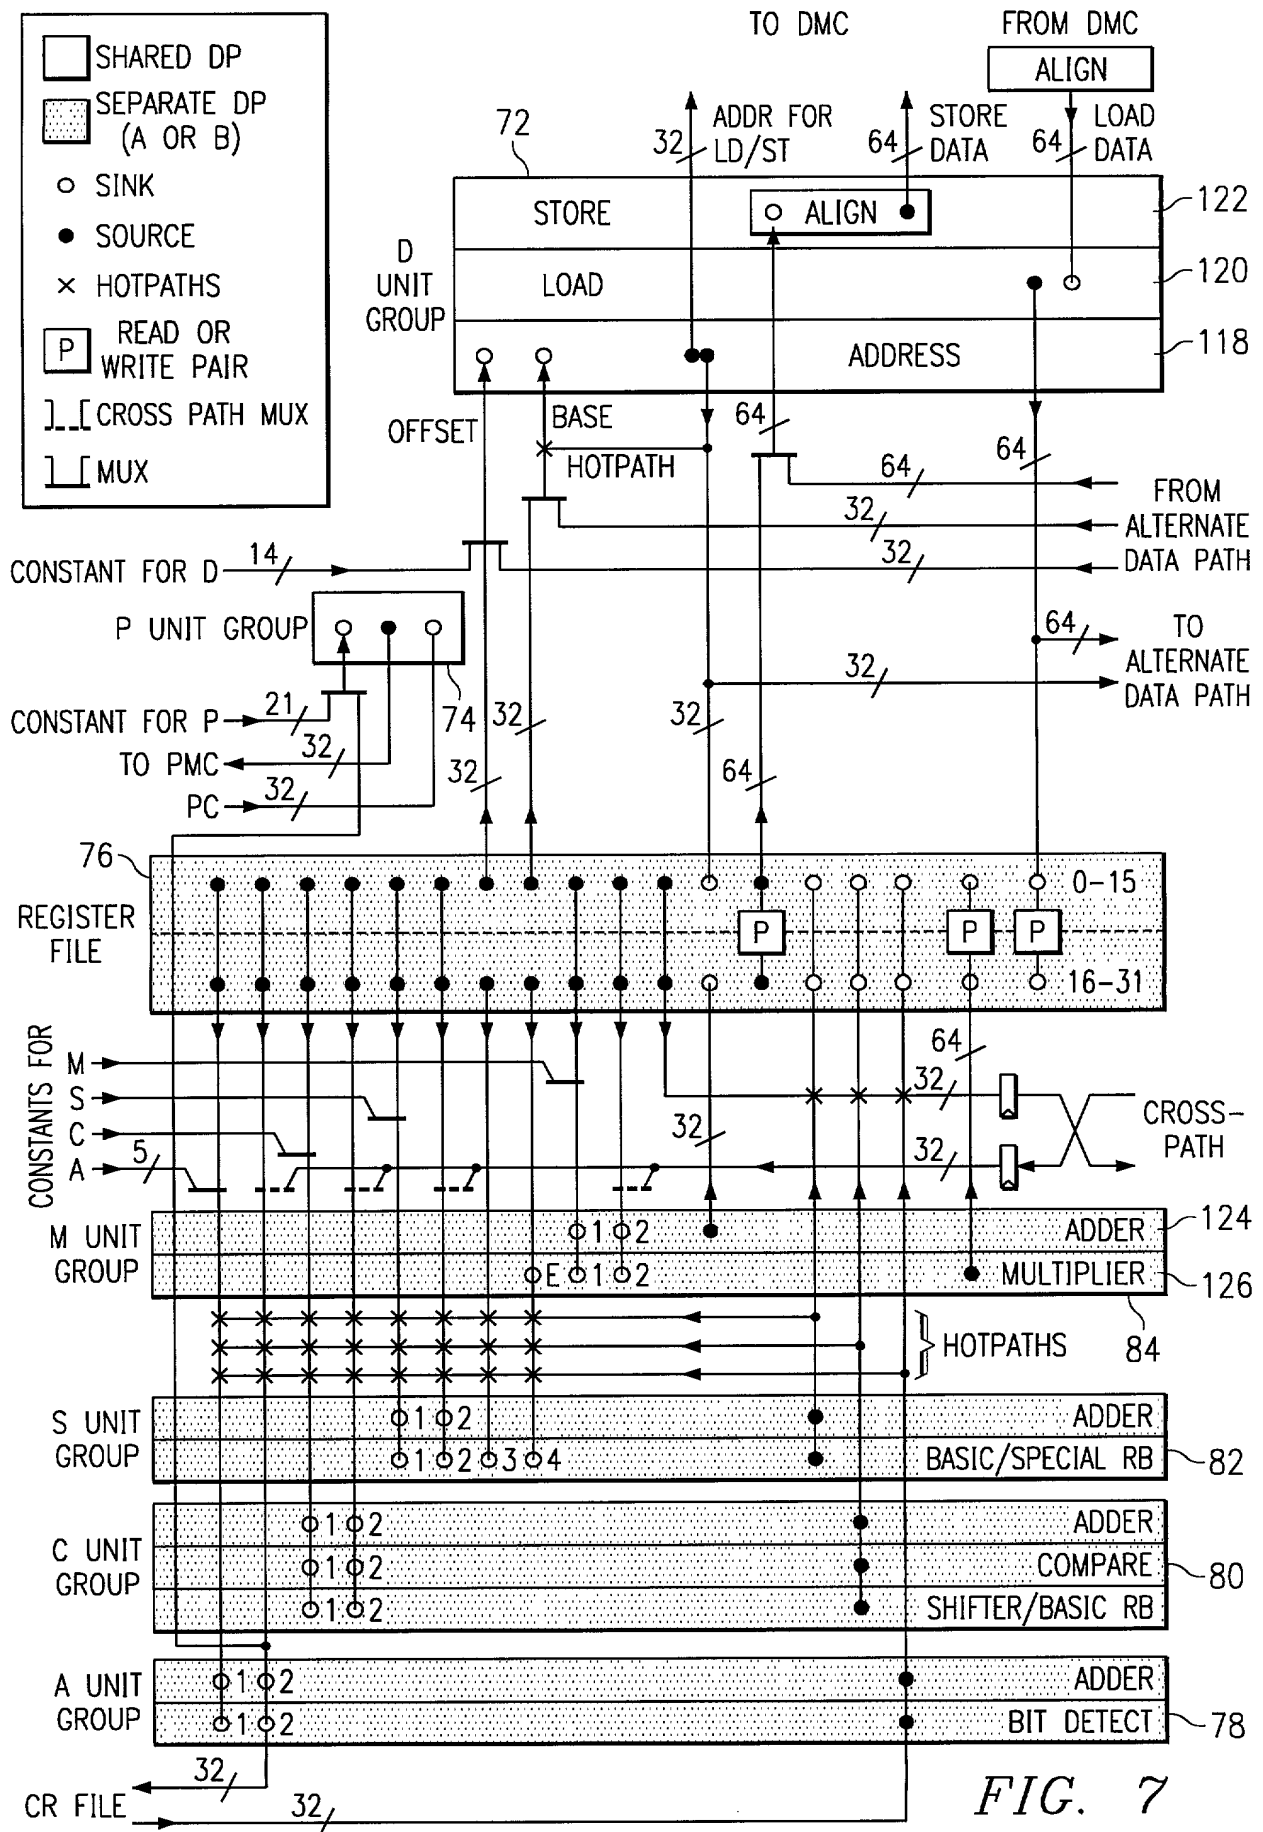 TO DMC
FROM DMC
ALIGN
SHARED DP
SEPARATE DP
(A OR B)
SINK
SOURCE
HOTPATHS
P
READ OR
WRITE PAIR
CROSS PATH MUX
MUX
72
32
ADDR FOR
LD/ST
64
STORE
DATA
64
LOAD
DATA
D
UNIT
GROUP
STORE
ALIGN
122
LOAD
120
ADDRESS
118
OFFSET
BASE
HOTPATH
64
64
64
32
32
FROM
ALTERNATE
DATA PATH
CONSTANT FOR D
14
P UNIT GROUP
74
64
32
TO
ALTERNATE
DATA PATH
CONSTANT FOR P
21
TO PMC
32
PC
32
32
32
32
64
76
REGISTER
FILE
0-15
P
P
P
16-31
CONSTANTS FOR
M
S
C
A
5
64
32
32
32
CROSS-
PATH
M UNIT
GROUP
1 2
ADDER
124
E 1 2
MULTIPLIER
126
84
HOTPATHS
S UNIT
GROUP
1 2
ADDER
1 2 3 4
BASIC/SPECIAL RB
82
C UNIT
GROUP
1 2
ADDER
1 2
COMPARE
80
1 2
SHIFTER/BASIC RB
A UNIT
GROUP
1 2
ADDER
1 2
BIT DETECT
78
32
CR FILE
32
FIG. 7